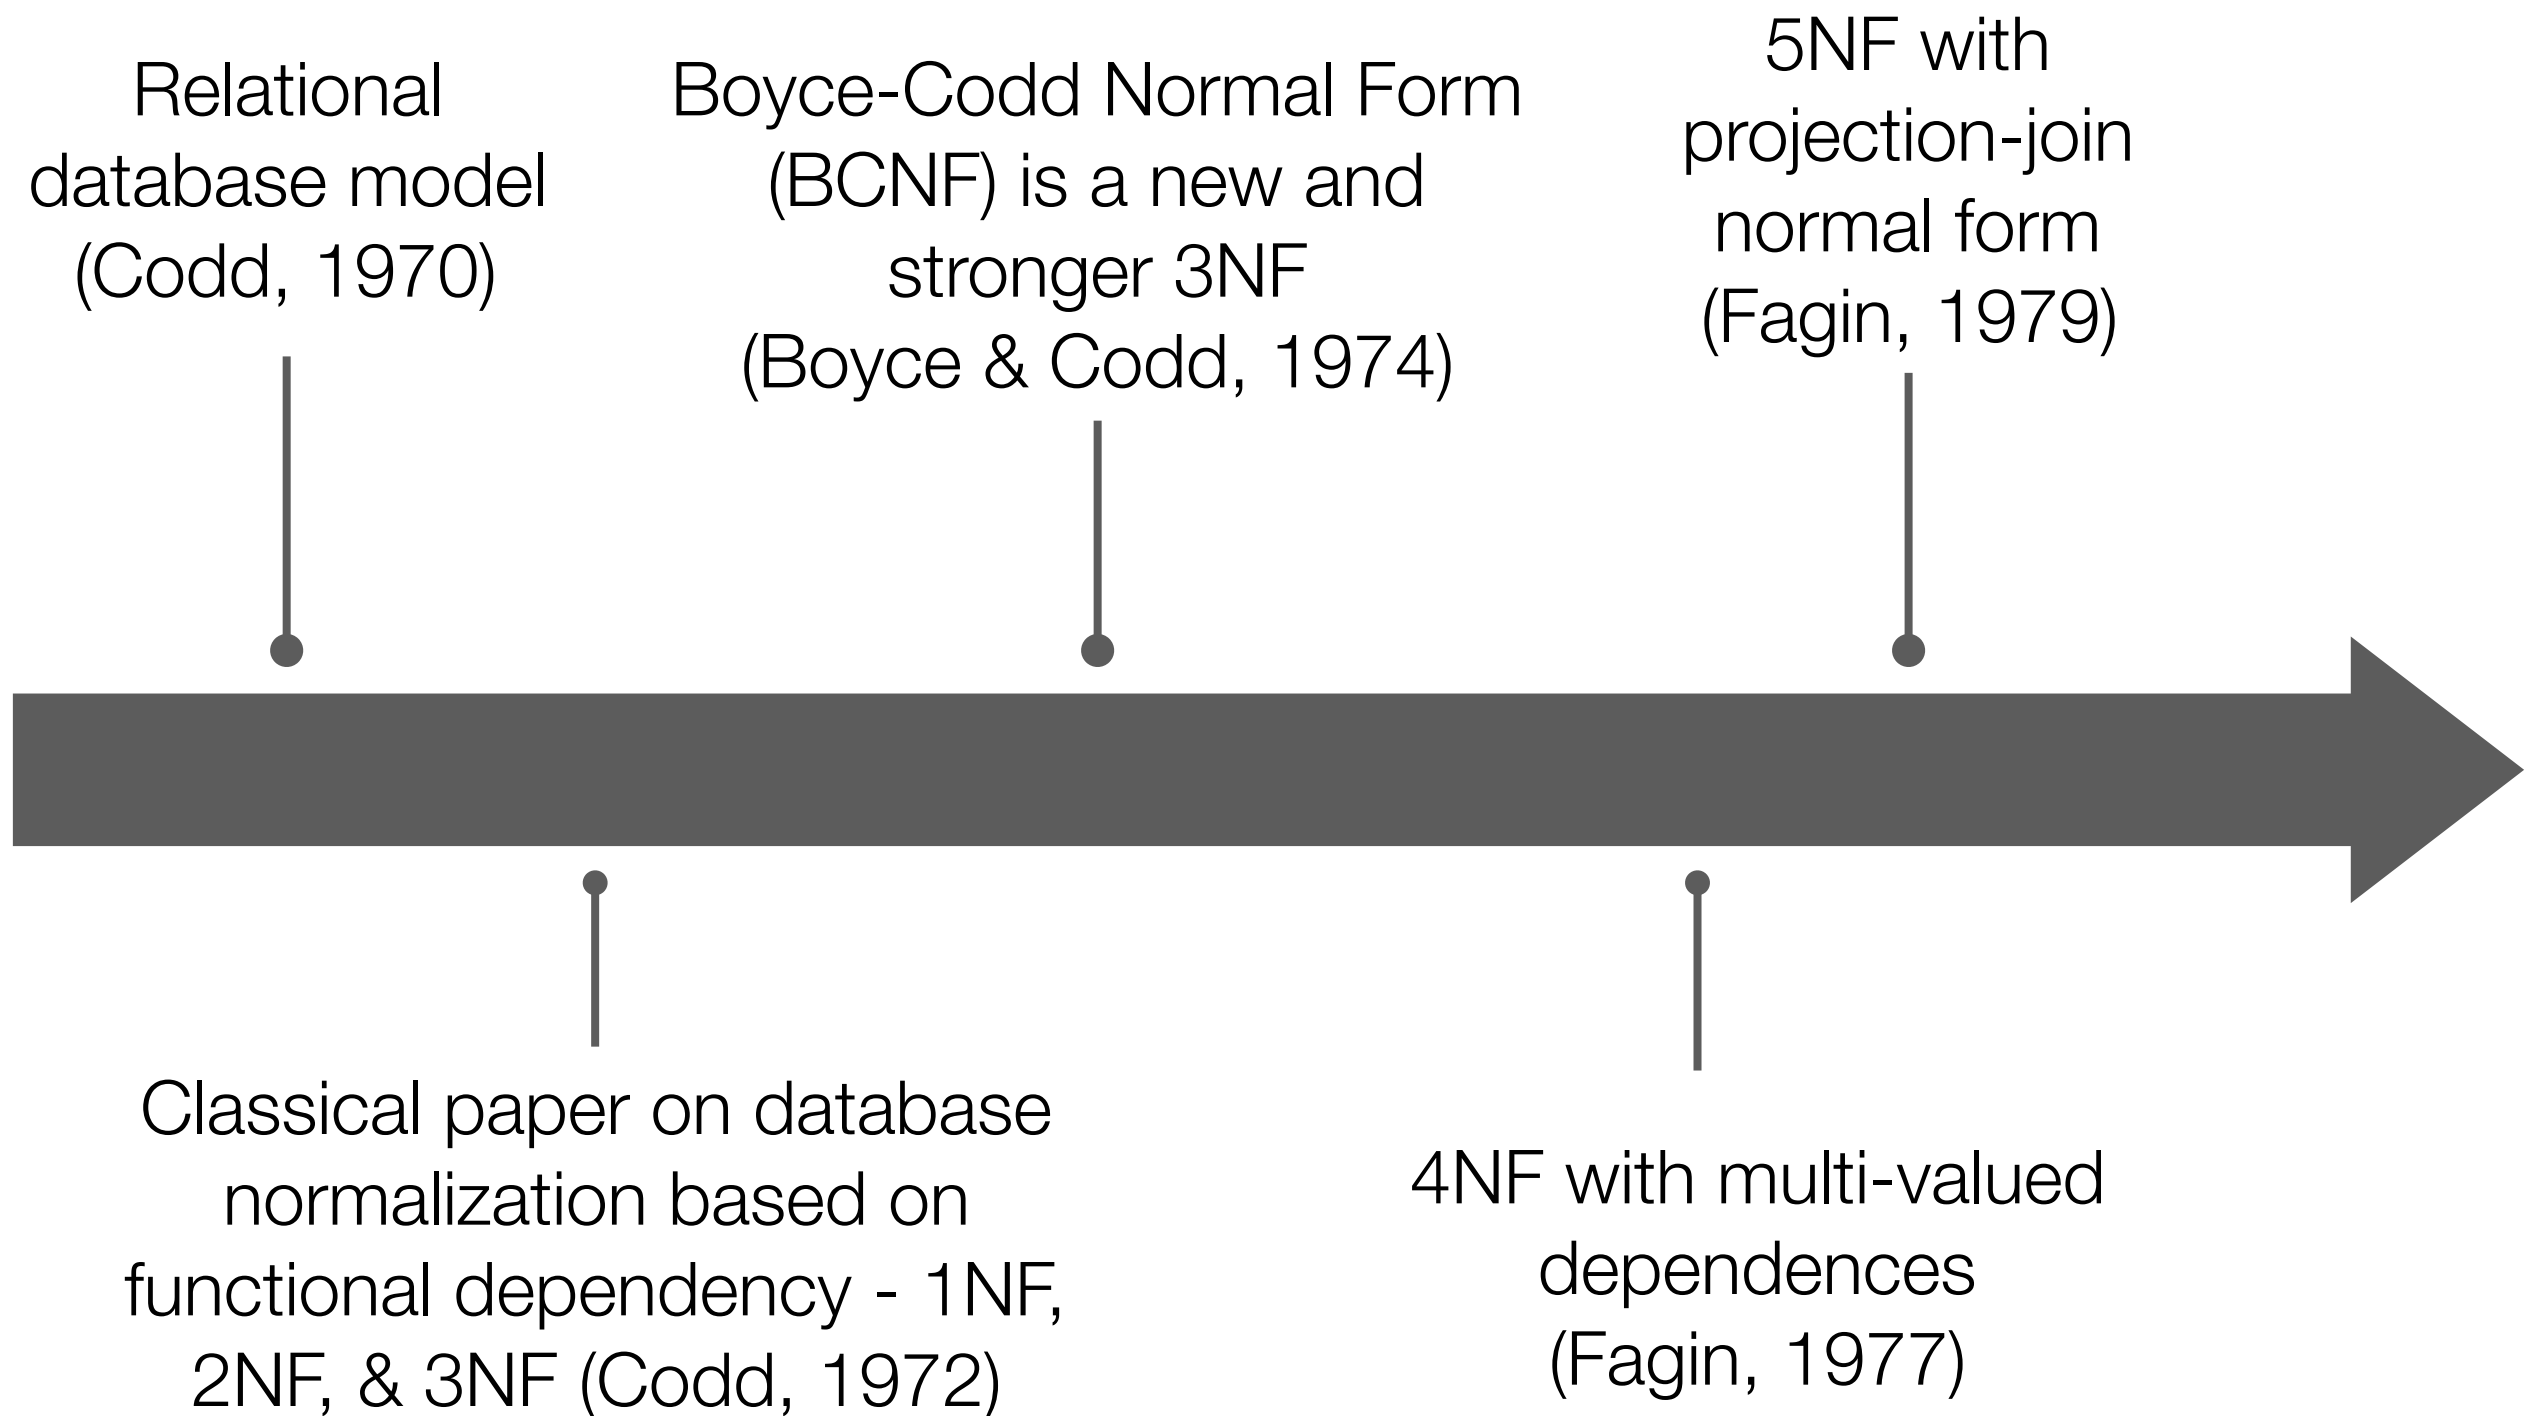 Relational
database model
(Codd, 1970)
Boyce-Codd Normal Form
(BCNF) is a new and
stronger 3NF
(Boyce & Codd, 1974)
5NF with
projection-join
normal form
(Fagin, 1979)
Classical paper on database
normalization based on
functional dependency - 1NF,
2NF, & 3NF (Codd, 1972)
4NF with multi-valued
dependences
(Fagin, 1977)